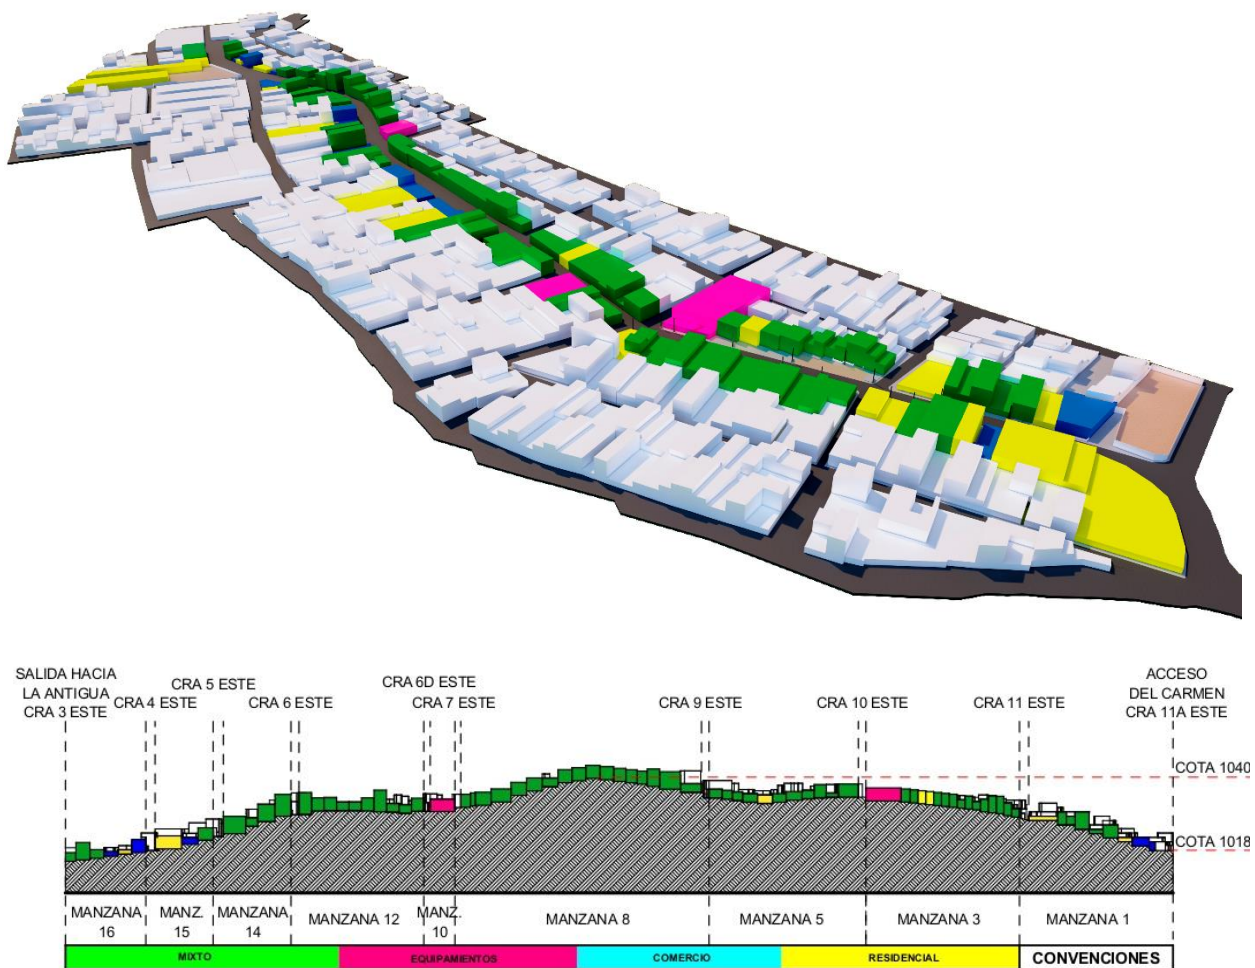 SALIDA HACIA
LA ANTIGUA
CRA 3 ESTE
CRA 4 ESTE
CRA 5 ESTE
CRA 6 ESTE
CRA 6D ESTE
CRA 7 ESTE
CRA 9 ESTE
CRA 10 ESTE
CRA 11 ESTE
ACCESO
DEL CARMEN
CRA 11A ESTE
COTA 1040
COTA 1018
MANZANA
16
MANZ.
15
MANZANA
14
MANZANA 12
MANZ.
10
MANZANA 8
MANZANA 5
MANZANA 3
MANZANA 1
MIXTO
EQUIPAMIENTOS
COMERCIO
RESIDENCIAL
CONVENCIONES